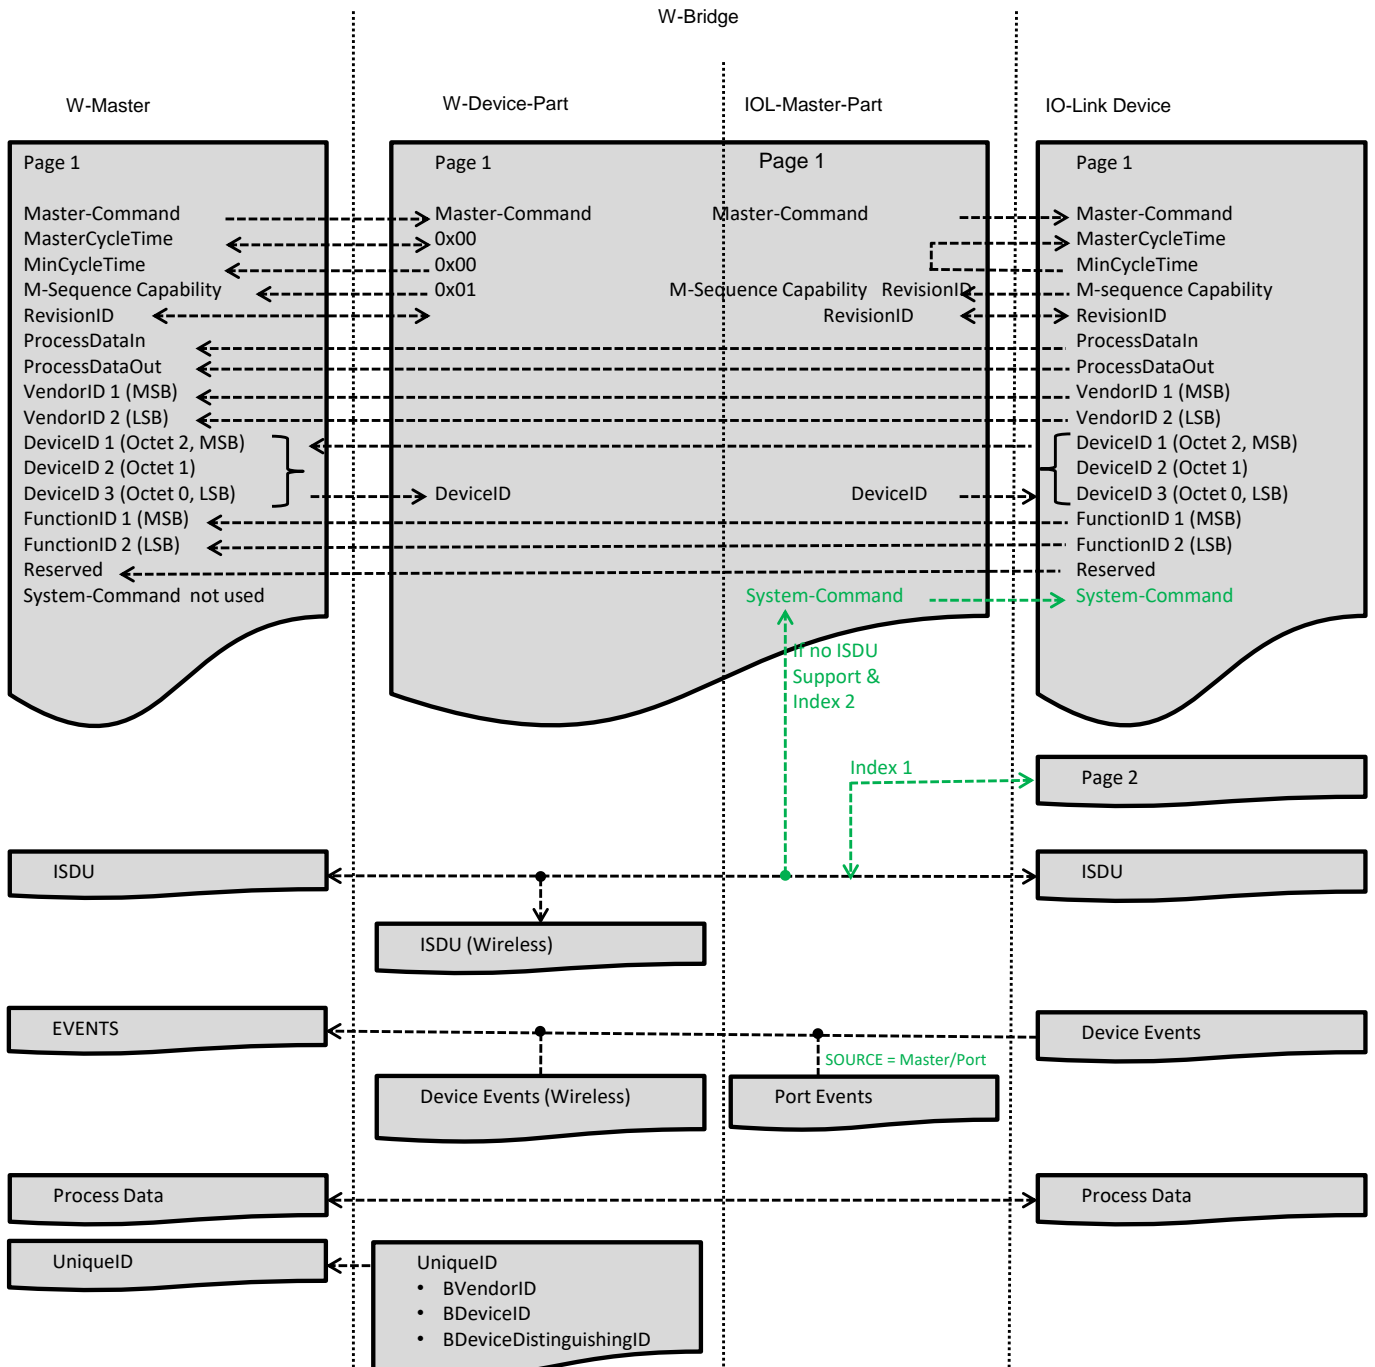 W-Bridge
W-Master
W-Device-Part
IOL-Master-Part
IO-Link Device
Page 1
Master-Command
MasterCycleTime
MinCycleTime
M-Sequence Capability
RevisionID
ProcessDataIn
ProcessDataOut
VendorID 1 (MSB)
VendorID 2 (LSB)
DeviceID 1 (Octet 2, MSB)
DeviceID 2 (Octet 1)
DeviceID 3 (Octet 0, LSB)
FunctionID 1 (MSB)
FunctionID 2 (LSB)
Reserved
System-Command not used
Page 1
Master-Command
0x00
0x00
0x01
DeviceID
Page 1
Master-Command
M-Sequence Capability RevisionID
RevisionID
DeviceID
System-Command
If no ISDU
Support &
Index 2
Page 1
Master-Command
MasterCycleTime
MinCycleTime
M-sequence Capability
RevisionID
ProcessDataIn
ProcessDataOut
VendorID 1 (MSB)
VendorID 2 (LSB)
DeviceID 1 (Octet 2, MSB)
DeviceID 2 (Octet 1)
DeviceID 3 (Octet 0, LSB)
FunctionID 1 (MSB)
FunctionID 2 (LSB)
Reserved
System-Command
Index 1
Page 2
ISDU
ISDU
ISDU (Wireless)
EVENTS
Device Events
SOURCE = Master/Port
Device Events (Wireless)
Port Events
Process Data
Process Data
UniqueID
UniqueID
• BVendorID
• BDeviceID
• BDeviceDistinguishingID